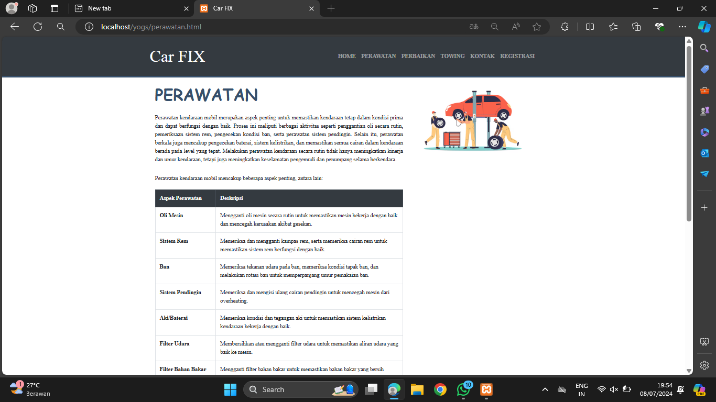 New tab
Car FIX
localhost/yogs/perawatan.html
Car FIX
HOME PERAWATAN PERBAIKAN TOWING KONTAK REGISTRASI
PERAWATAN
Perawatan kendaraan mobil merupakan aspek penting untuk memastikan kendaraan tetap dalam kondisi prima
dan dapat berfungsi dengan baik. Proses ini meliputi berbagai aktivitas seperti penggantian oli secara rutin,
pemeriksaan sistem rem, pengecekan kondisi ban, serta perawatan sistem pendingin. Selain itu, perawatan
berkala juga mencakup pengecekan baterai, sistem kelistrikan, dan memastikan semua cairan dalam kendaraan
berada pada level yang tepat. Melakukan perawatan kendaraan secara rutin tidak hanya meningkatkan kinerja
dan umur kendaraan, tetapi juga meningkatkan keselamatan pengemudi dan penumpang selama berkendara.
Perawatan kendaraan mobil mencakup beberapa aspek penting, antara lain:
Aspek Perawatan Deskripsi
Oli Mesin Mengganti oli mesin secara rutin untuk memastikan mesin bekerja dengan baik
dan mencegah kerusakan akibat gesekan.
Sistem Rem Memeriksa dan mengganti kampas rem, serta memeriksa cairan rem untuk
memastikan sistem rem berfungsi dengan baik.
Ban Memeriksa tekanan udara pada ban, memeriksa kondisi tapak ban, dan
melakukan rotasi ban untuk memperpanjang umur pemakaian ban.
Sistem Pendingin Memeriksa dan mengisi ulang cairan pendingin untuk mencegah mesin dari
overheating.
Aki/Baterai Memeriksa kondisi dan tegangan aki untuk memastikan sistem kelistrikan
kendaraan bekerja dengan baik.
Filter Udara Membersihkan atau mengganti filter udara untuk memastikan aliran udara yang
baik ke mesin.
Filter Bahan Bakar Mengganti filter bahan bakar untuk memastikan bahan bakar yang bersih
27°C
Berawan
Search
ENG
IN
19.54
08/07/2024